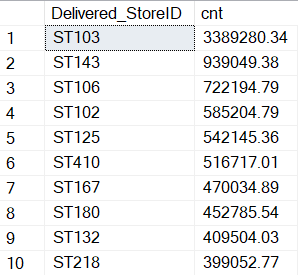 Delivered_StoreID cnt
1 ST103 3389280.34
2 ST143 939049.38
3 ST106 722194.79
4 ST102 585204.79
5 ST125 542145.36
6 ST410 516717.01
7 ST167 470034.89
8 ST180 452785.54
9 ST132 409504.03
10 ST218 399052.77